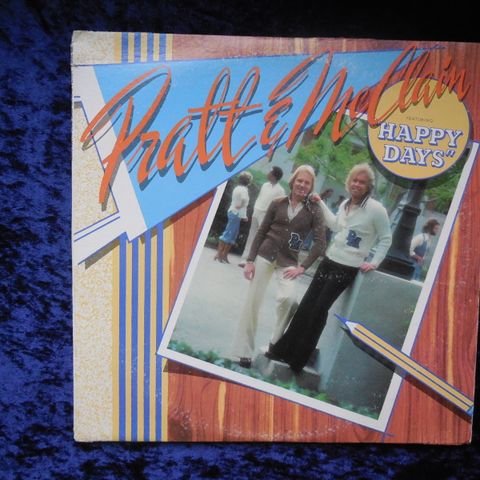 Pratt & McClain
FEATURING
"HAPPY
DAYS"